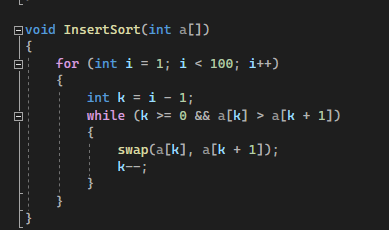 void InsertSort(int a[])
{
    for (int i = 1; i < 100; i++)
    {
        int k = i - 1;
        while (k >= 0 && a[k] > a[k + 1])
        {
            swap(a[k], a[k + 1]);
            k--;
        }
    }
}